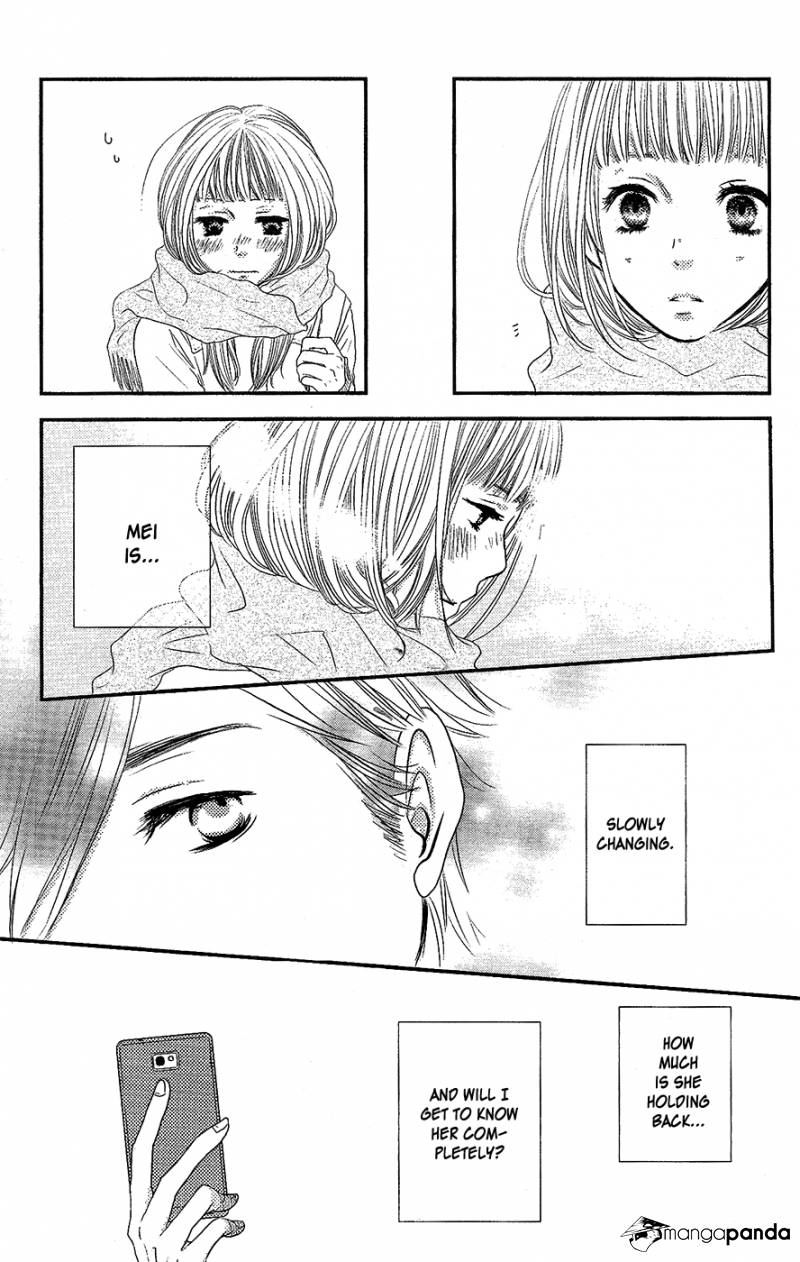 MEI
IS...
SLOWLY
CHANGING.
HOW
MUCH
IS SHE
HOLDING
BACK...
AND WILL I
GET TO KNOW
HER COM-
PLETELY?
mangapanda